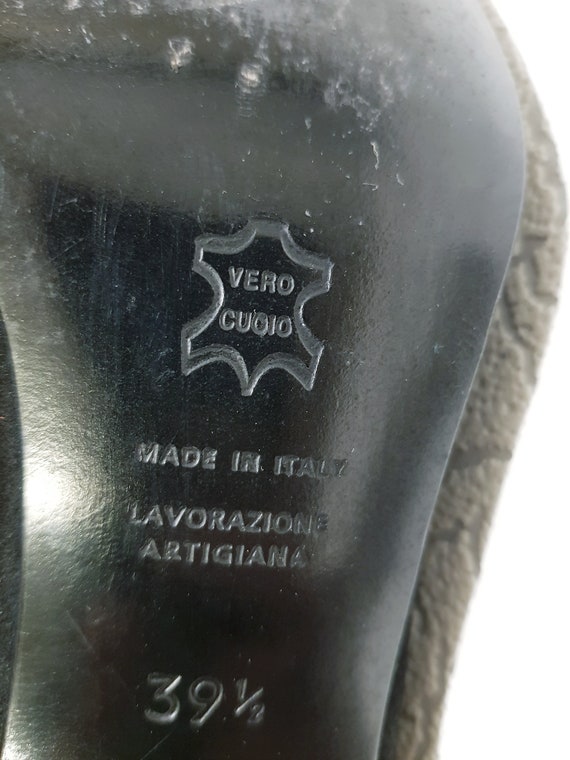 VERO
CUOIO
MADE IN ITALY
LAVORAZIONE
ARTIGIANA
39½